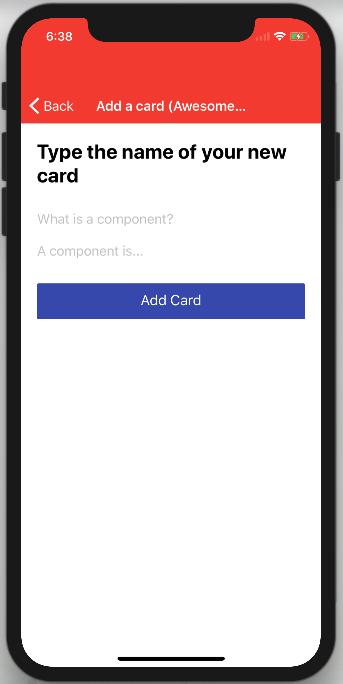 6:38
Back
Add a card (Awesome...
Type the name of your new
card
What is a component?
A component is...
Add Card